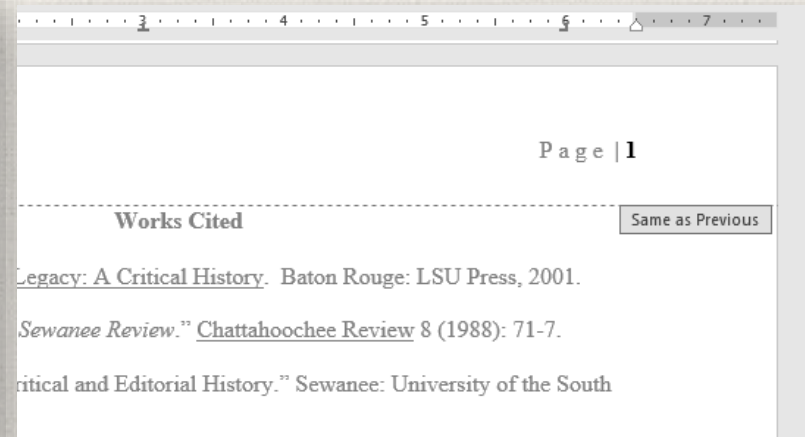 3 4 5 6 7
P a g e | 1
Works Cited
Same as Previous
Legacy: A Critical History. Baton Rouge: LSU Press, 2001.
Sewanee Review.” Chattahoochee Review 8 (1988): 71-7.
ritical and Editorial History.” Sewanee: University of the South